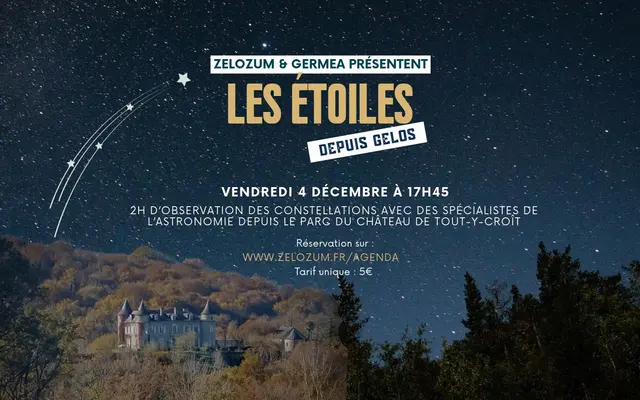 ZELOZUM & GERMEA PRÉSENTENT
LES ÉTOILES
DEPUIS GELOS
VENDREDI 4 DÉCEMBRE À 17H45
2H D'OBSERVATION DES CONSTELLATIONS AVEC DES SPÉCIALISTES DE
L'ASTRONOMIE DEPUIS LE PARC DU CHÂTEAU DE TOUT-Y-CROÎT
Réservation sur :
WWW.ZELOZUM.FR/AGENDA
Tarif unique : 5€